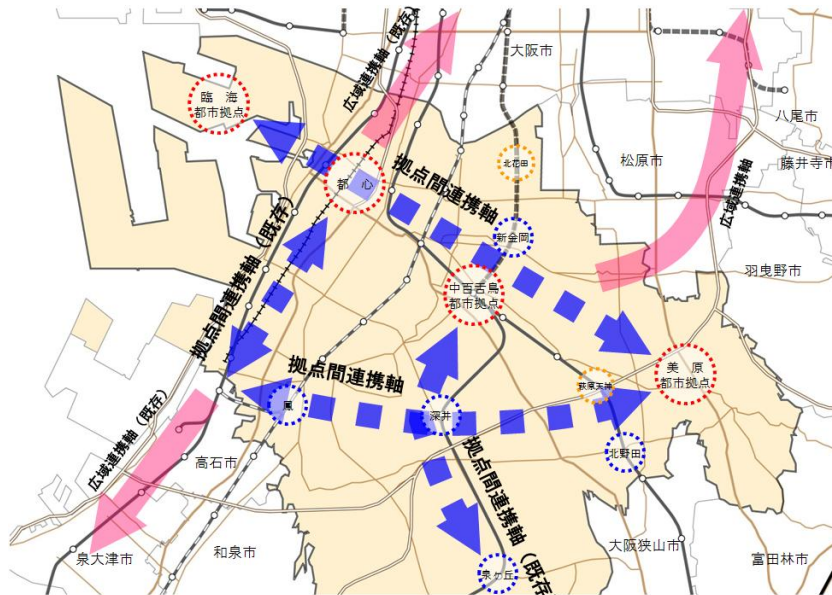 大阪市
広域連携軸（既存）
臨　海
都市拠点
八尾市
松原市
藤井寺市
北花田
拠点間連携軸
都　心
広域連携軸
新金岡
羽曳野市
拠点間連携軸（既存）
中百舌鳥
都市拠点
拠点間連携軸
美　原
都市拠点
萩原天神
鳳
深井
北野田
広域連携軸（既存）
高石市
拠点間連携軸（既存）
泉大津市
和泉市
大阪狭山市
富田林市
泉ヶ丘